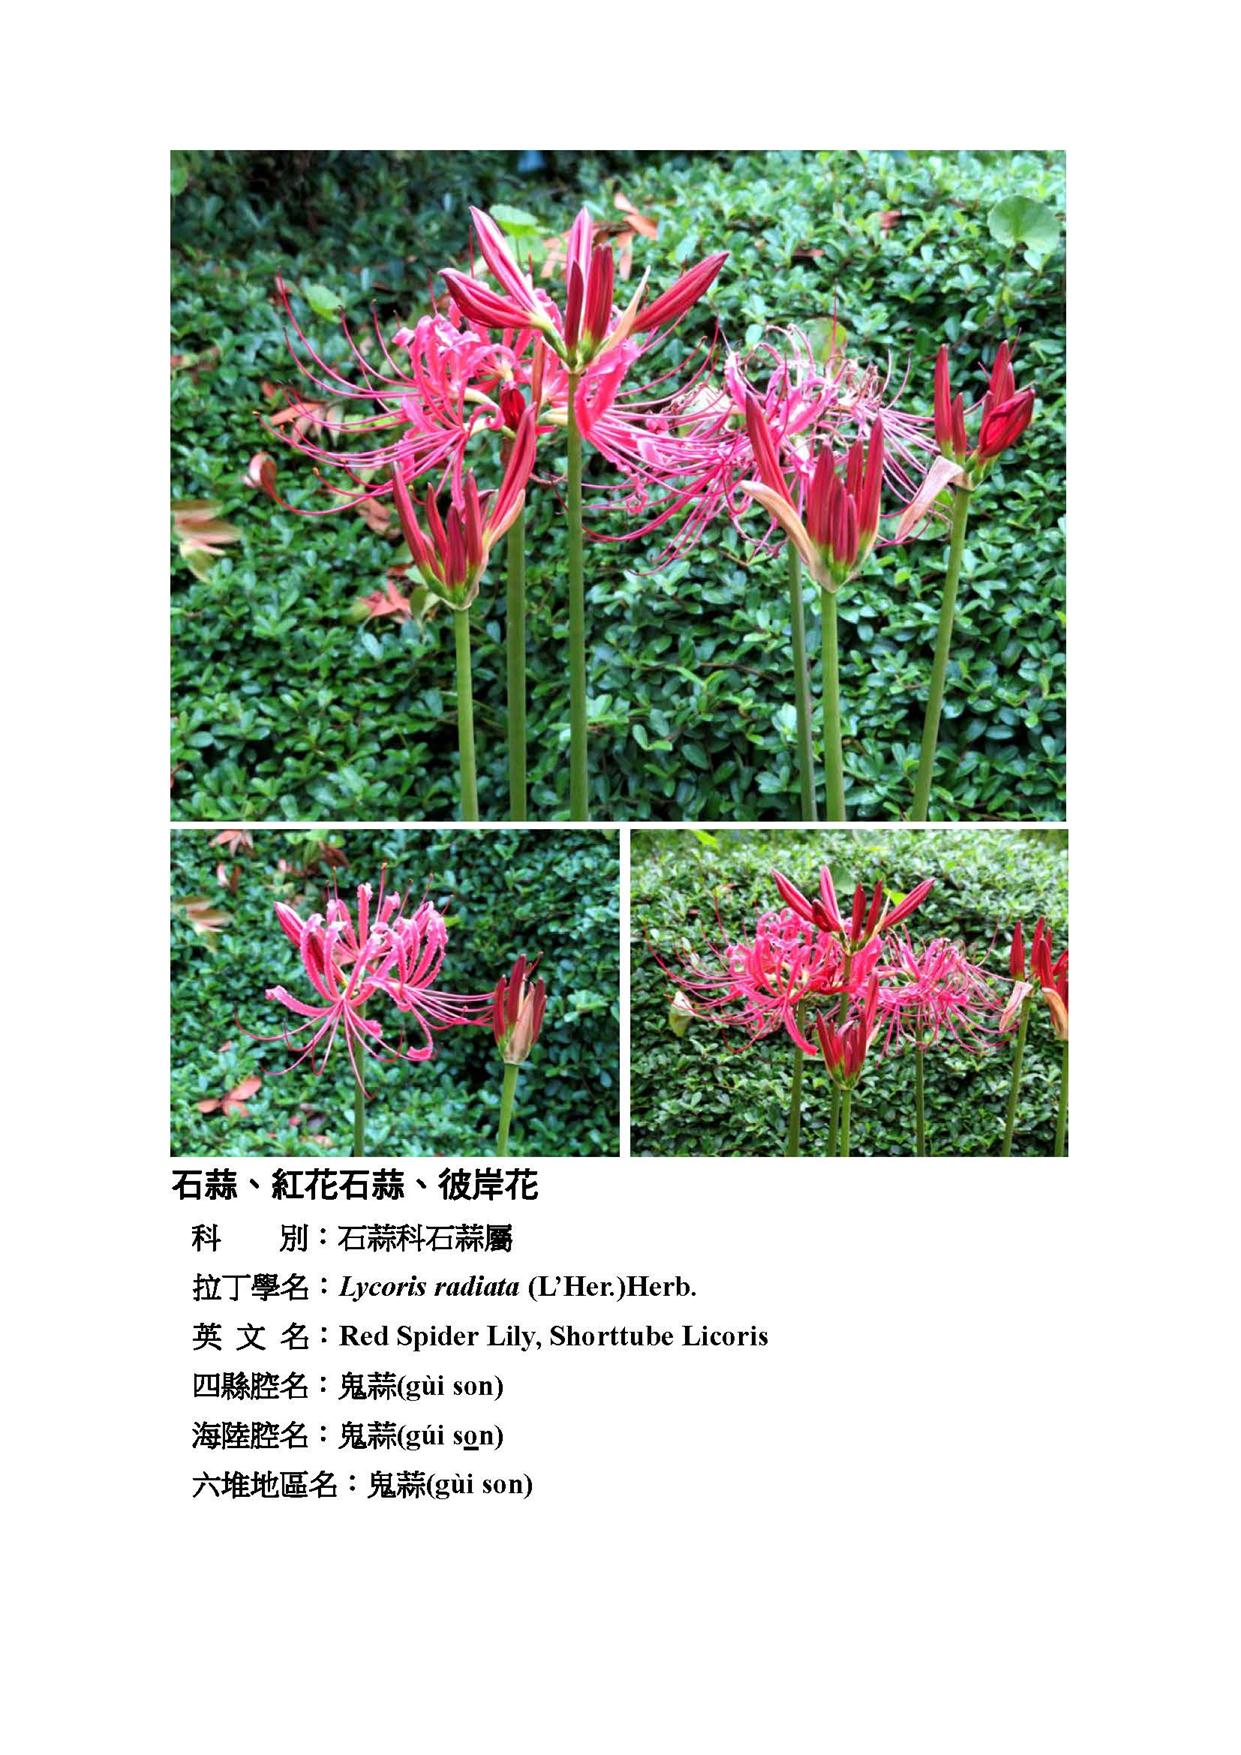 石蒜、紅花石蒜、彼岸花
科　　別：石蒜科石蒜屬
拉丁學名：Lycoris radiata (L’Her.)Herb.
英 文 名：Red Spider Lily, Shorttube Licoris
四縣腔名：鬼蒜(gùi son)
海陸腔名：鬼蒜(gúi so̲n)
六堆地區名：鬼蒜(gùi son)